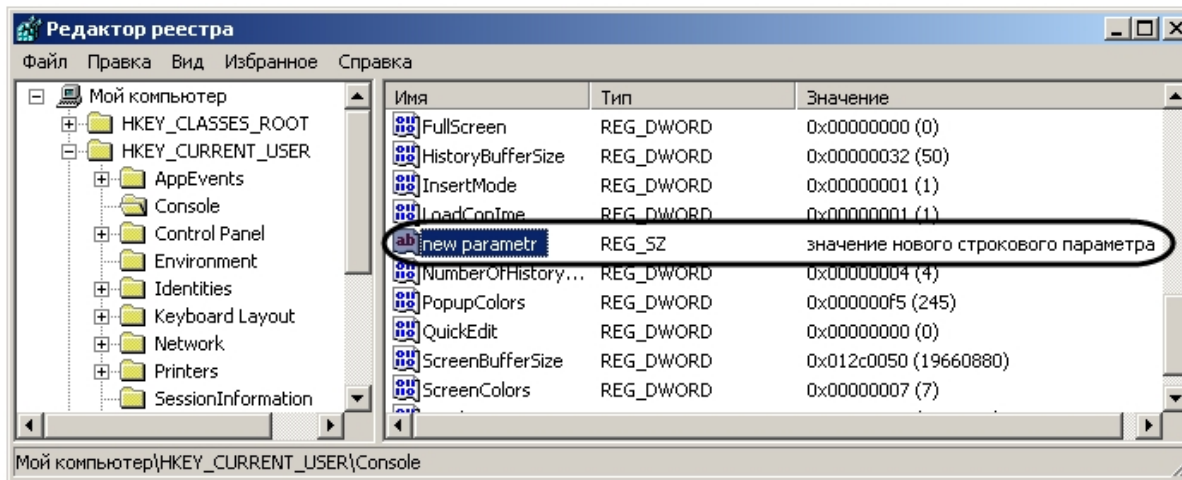 Редактор реестра
Файл Правка Вид Избранное Справка
Мой компьютер
HKEY_CLASSES_ROOT
HKEY_CURRENT_USER
AppEvents
Console
Control Panel
Environment
Identities
Keyboard Layout
Network
Printers
SessionInformation
Имя Тип Значение
FullScreen REG_DWORD 0x00000000 (0)
HistoryBufferSize REG_DWORD 0x00000032 (50)
InsertMode REG_DWORD 0x00000001 (1)
LoadConIme REG_DWORD 0x00000001 (1)
new parametr REG_SZ значение нового строкового параметра
NumberOfHistory... REG_DWORD 0x00000004 (4)
PopupColors REG_DWORD 0x000000f5 (245)
QuickEdit REG_DWORD 0x00000000 (0)
ScreenBufferSize REG_DWORD 0x012c0050 (19660880)
ScreenColors REG_DWORD 0x00000007 (7)
Мой компьютер\HKEY_CURRENT_USER\Console